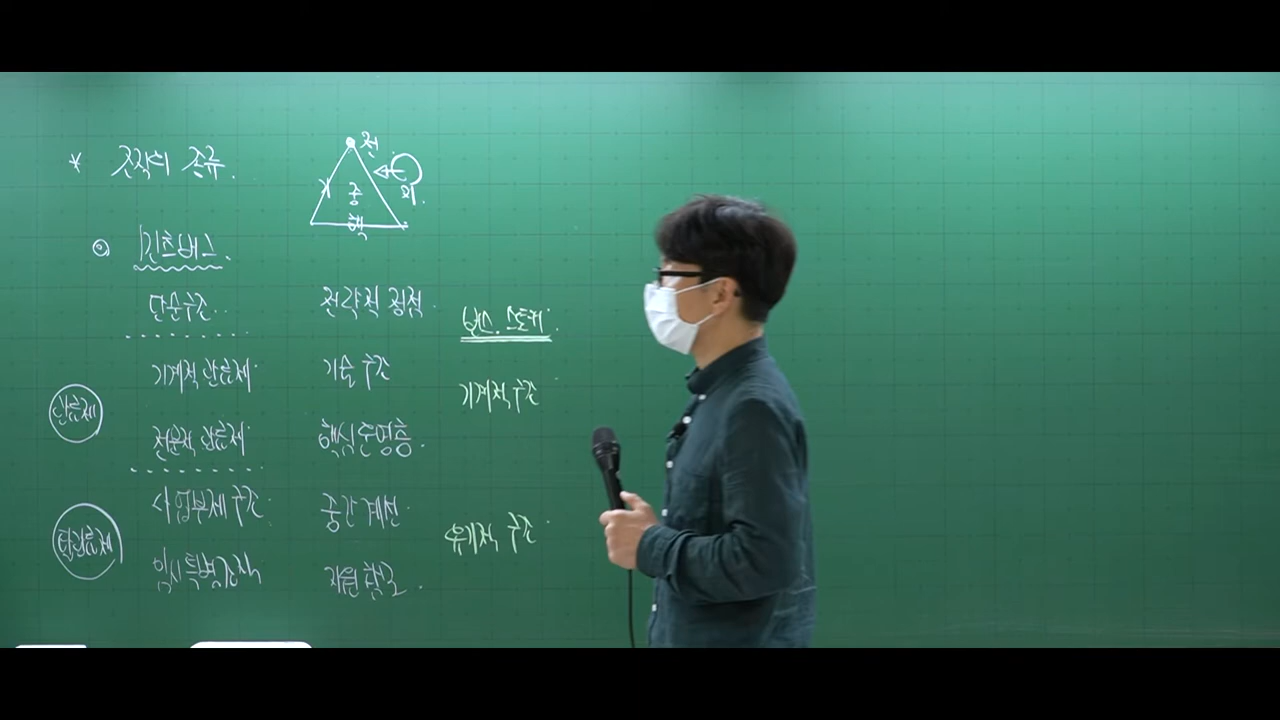 * 조직의 종류.
전
중
핵
⊙ 민츠버그.
단순구조.. 전략적 정점.
번스, 스토커.
기계적 관료제 기술 구조
기계적 구조
관료제
전문적 관료제 핵심운영층.
사업부제 구조 중간 계선.
유기적 구조
탈관료제
임시특별조직 지원 참모.